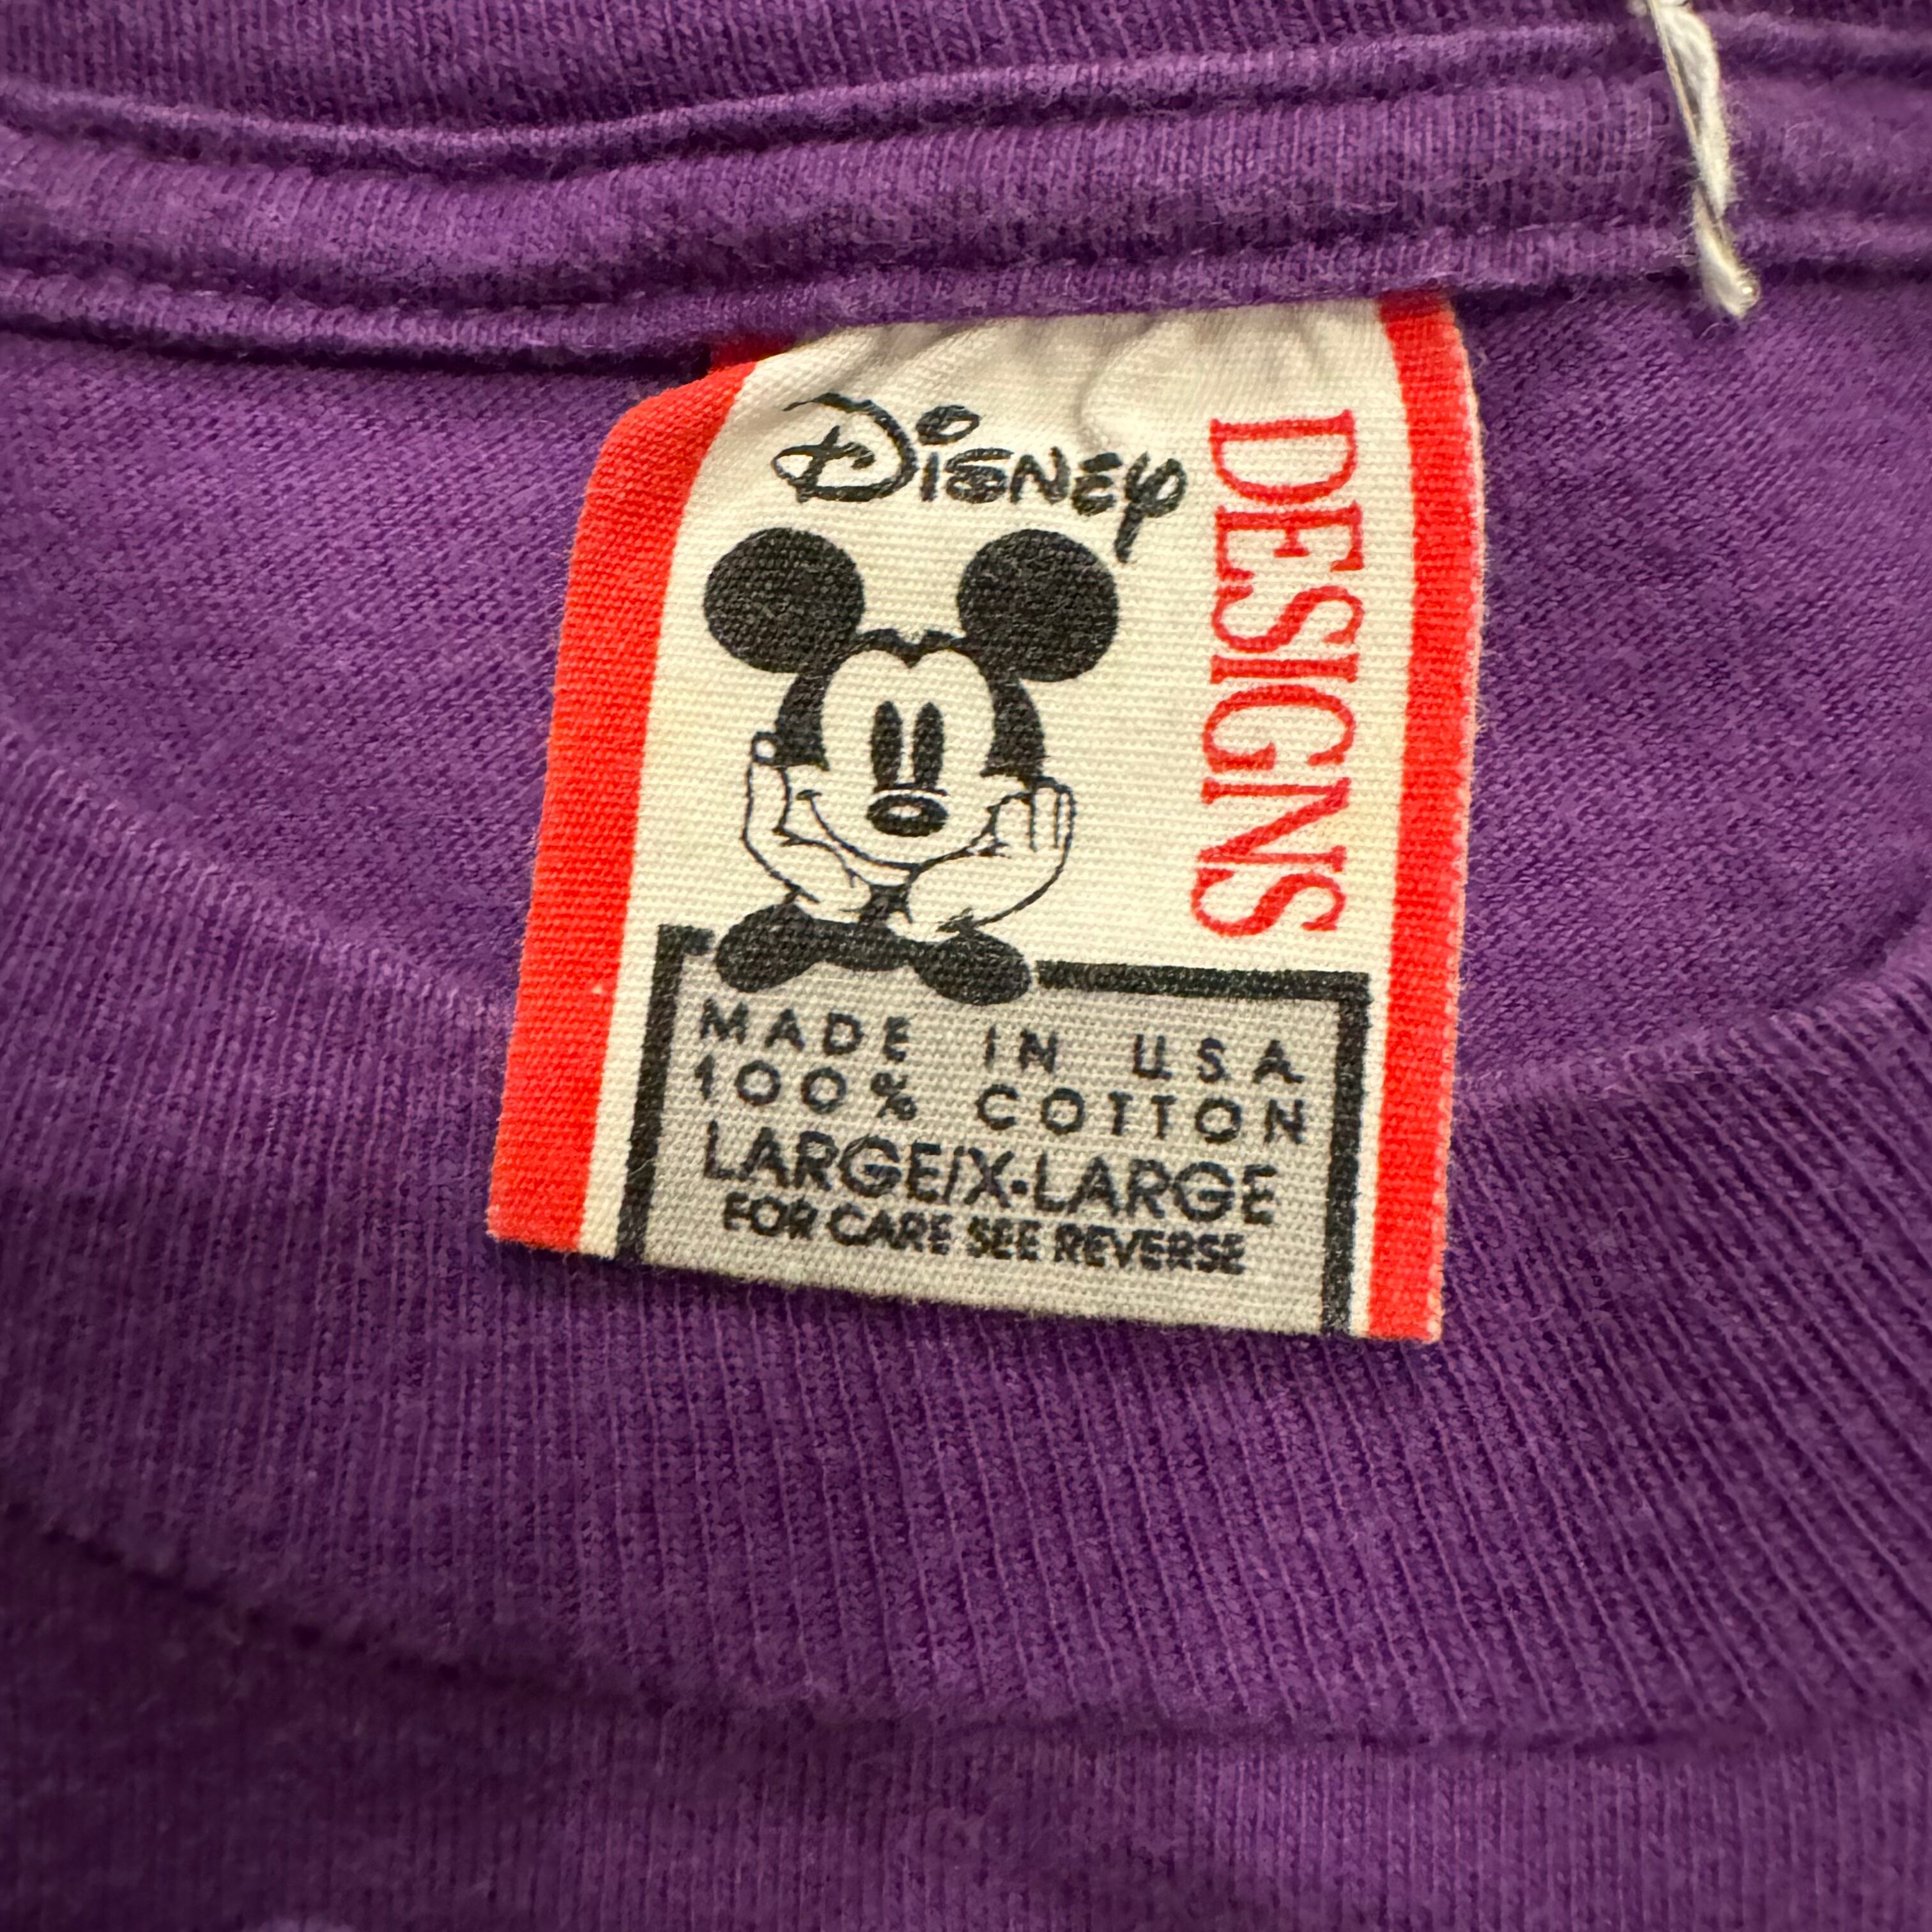 Disney
DESIGNS
MADE IN USA
100% COTTON
LARGE/X-LARGE
FOR CARE SEE REVERSE